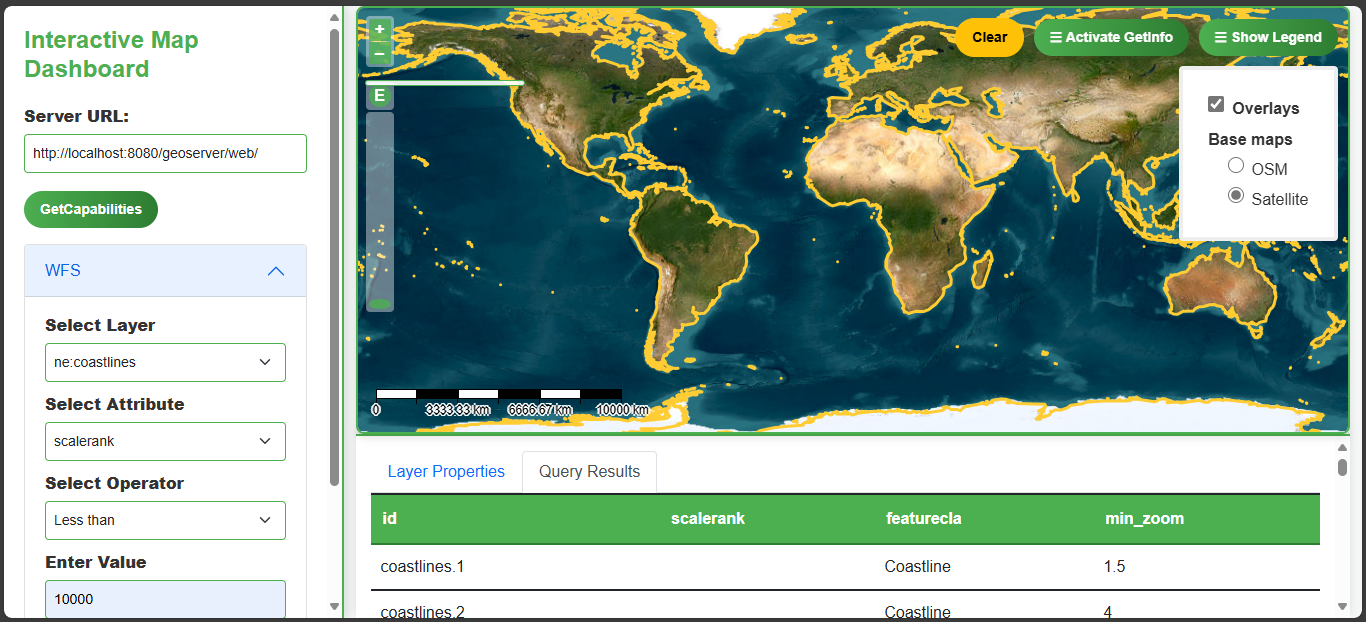 Interactive Map
Dashboard
Server URL:
http://localhost:8080/geoserver/web/
GetCapabilities
WFS
Select Layer
ne:coastlines
Select Attribute
scalerank
Select Operator
Less than
Enter Value
10000
+
−
E
Clear
☰ Activate GetInfo
☰ Show Legend
Overlays
Base maps
OSM
Satellite
0 3333.33 km 6666.67 km 10000 km
Layer Properties Query Results
id scalerank featurecla min_zoom
coastlines.1 Coastline 1.5
coastlines.2 Coastline 4